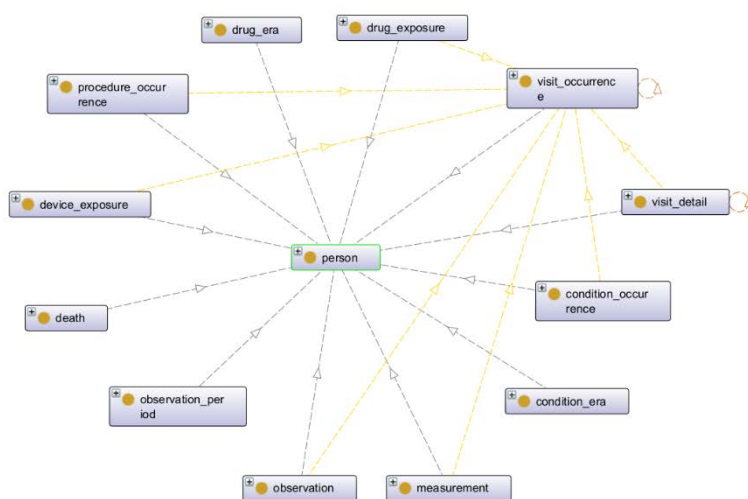 drug_era
drug_exposure
procedure_occur
rence
visit_occurrenc
e
device_exposure
visit_detail
person
condition_occur
rence
death
observation_per
iod
condition_era
observation
measurement